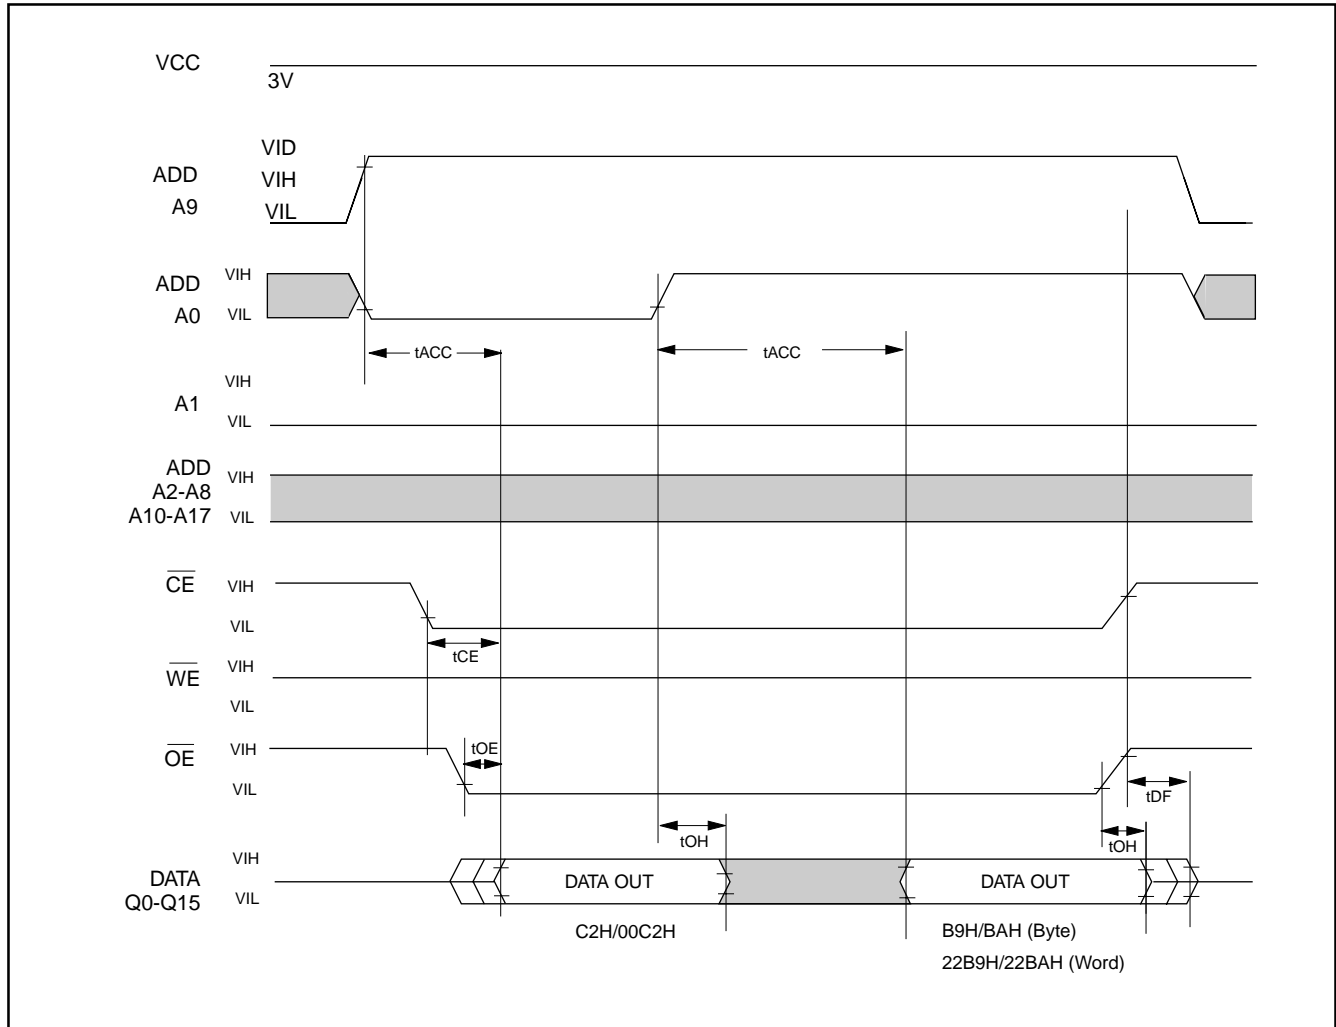 VCC
3V
VID
ADD
VIH
A9
VIL
VIH
ADD
A0
VIL
tACC
tACC
VIH
A1
VIL
ADD
VIH
A2-A8
A10-A17
VIL
CE
VIH
VIL
tCE
VIH
WE
VIL
OE
VIH
tOE
VIL
tDF
tOH
tOH
VIH
DATA
DATA OUT
DATA OUT
Q0-Q15
VIL
C2H/00C2H
B9H/BAH (Byte)
22B9H/22BAH (Word)